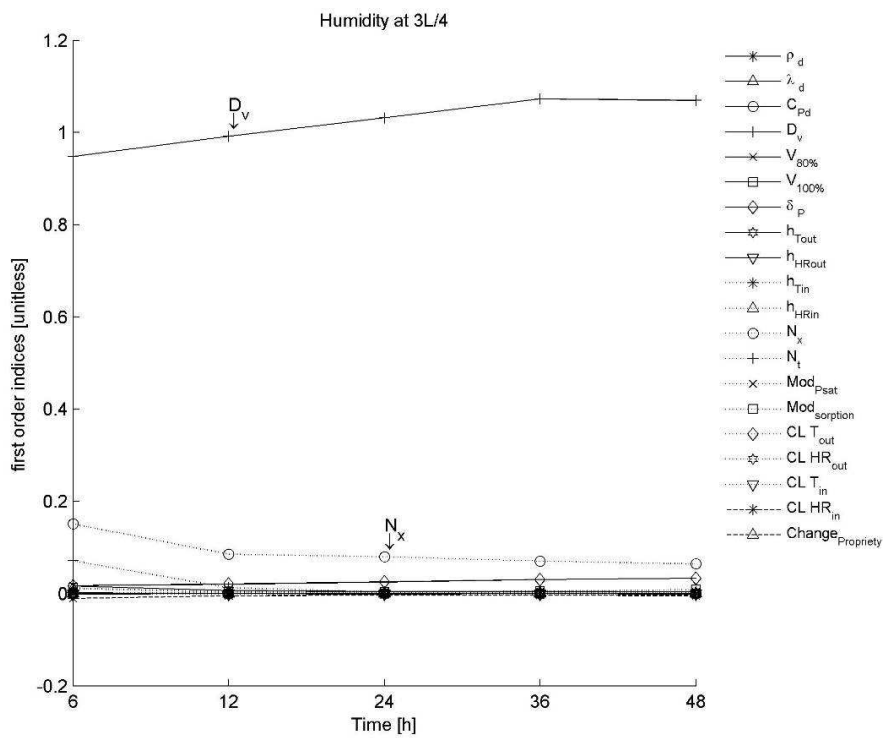 Humidity at 3L/4
first order indices [unitless]
1.2
1
0.8
0.6
0.4
0.2
0
-0.2
D_v
N_x
6
12
24
36
48
Time [h]
ρ_d
λ_d
C_Pd
D_v
V_80%
V_100%
δ_P
h_Tout
h_HRout
h_Tin
h_HRin
N_x
N_t
Mod_Psat
Mod_sorption
CL T_out
CL HR_out
CL T_in
CL HR_in
Change_Propriety